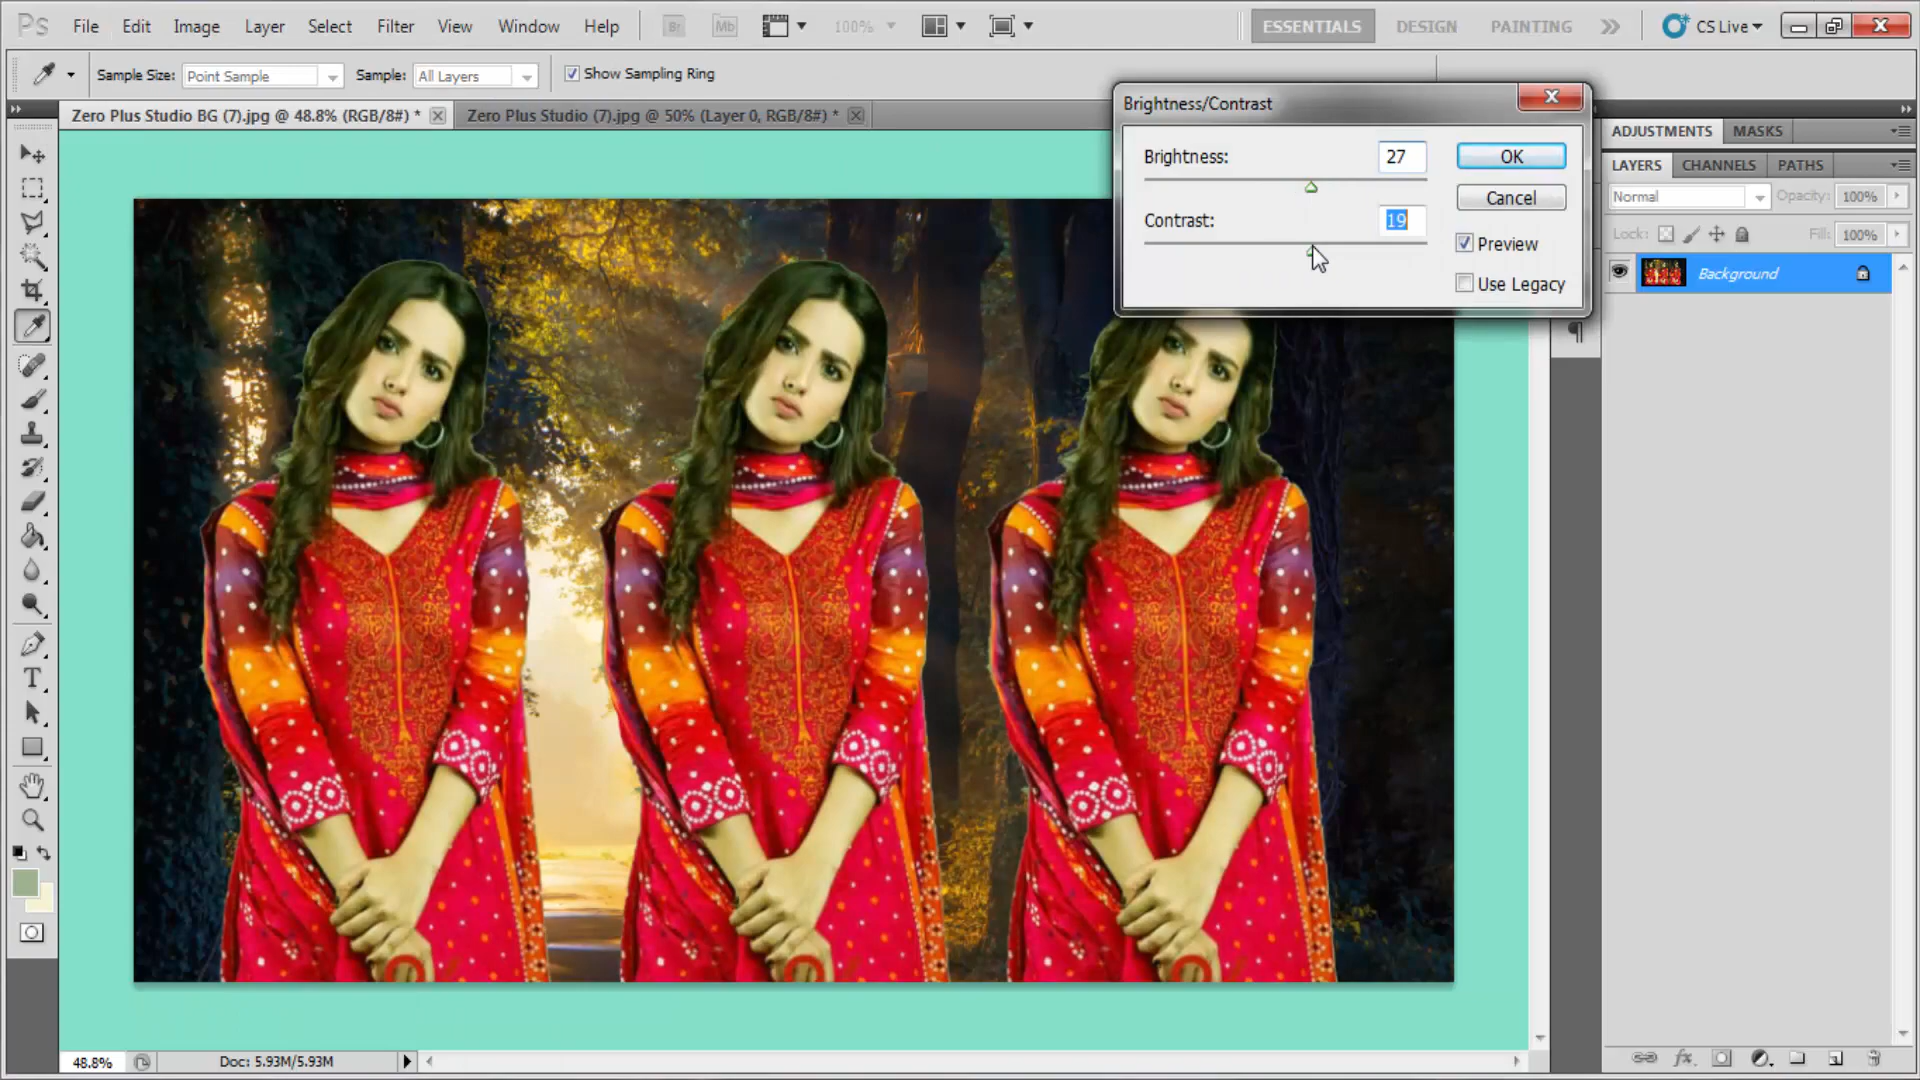 Ps File Edit Image Layer Select Filter View Window Help Br Mb 100% ESSENTIALS DESIGN PAINTING CS Live
Sample Size: Point Sample Sample: All Layers Show Sampling Ring
Zero Plus Studio BG (7).jpg @ 48.8% (RGB/8#) * Zero Plus Studio (7).jpg @ 50% (Layer 0, RGB/8#) *
Brightness/Contrast
Brightness: 27 OK
Cancel
Contrast: 19
Preview
Use Legacy
ADJUSTMENTS MASKS
LAYERS CHANNELS PATHS
Normal Opacity: 100%
Lock: Fill: 100%
Background
T
fx
48.8% Doc: 5.93M/5.93M